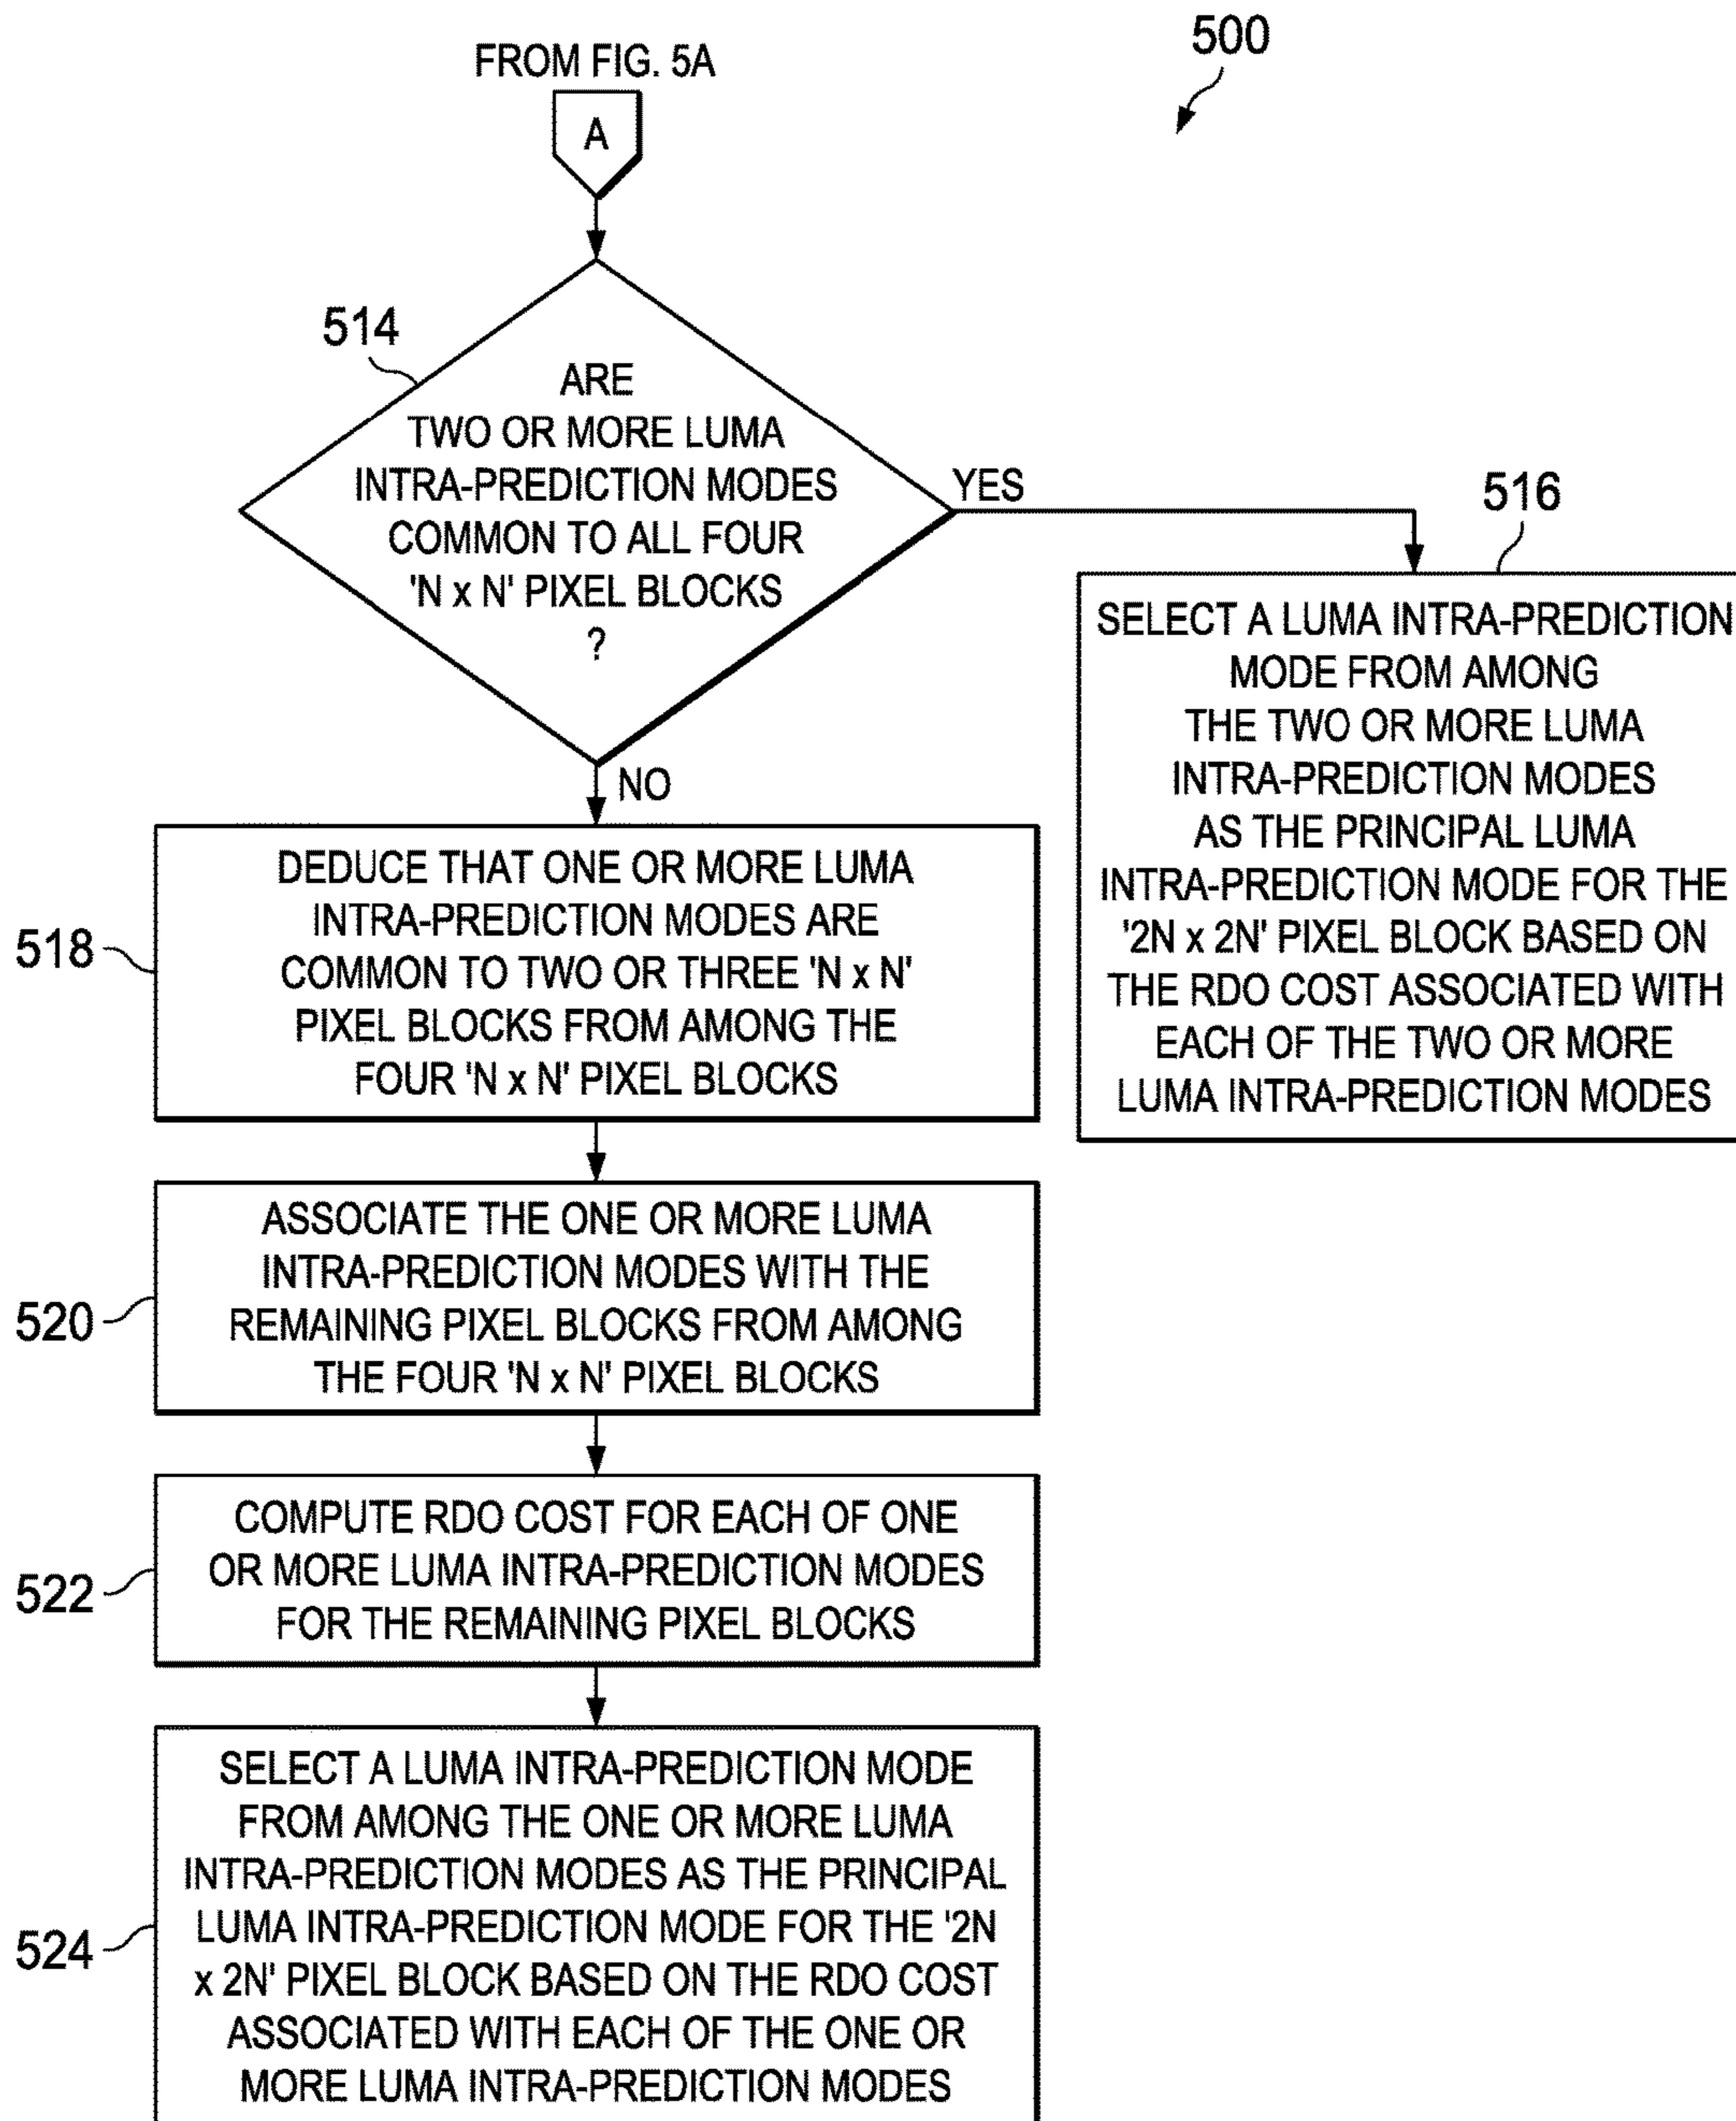 500
FROM FIG. 5A
A
514
ARE
TWO OR MORE LUMA
INTRA-PREDICTION MODES
COMMON TO ALL FOUR
'N x N' PIXEL BLOCKS
?
YES
516
SELECT A LUMA INTRA-PREDICTION
MODE FROM AMONG
THE TWO OR MORE LUMA
INTRA-PREDICTION MODES
AS THE PRINCIPAL LUMA
INTRA-PREDICTION MODE FOR THE
'2N x 2N' PIXEL BLOCK BASED ON
THE RDO COST ASSOCIATED WITH
EACH OF THE TWO OR MORE
LUMA INTRA-PREDICTION MODES
NO
518
DEDUCE THAT ONE OR MORE LUMA
INTRA-PREDICTION MODES ARE
COMMON TO TWO OR THREE 'N x N'
PIXEL BLOCKS FROM AMONG THE
FOUR 'N x N' PIXEL BLOCKS
520
ASSOCIATE THE ONE OR MORE LUMA
INTRA-PREDICTION MODES WITH THE
REMAINING PIXEL BLOCKS FROM AMONG
THE FOUR 'N x N' PIXEL BLOCKS
522
COMPUTE RDO COST FOR EACH OF ONE
OR MORE LUMA INTRA-PREDICTION MODES
FOR THE REMAINING PIXEL BLOCKS
524
SELECT A LUMA INTRA-PREDICTION MODE
FROM AMONG THE ONE OR MORE LUMA
INTRA-PREDICTION MODES AS THE PRINCIPAL
LUMA INTRA-PREDICTION MODE FOR THE '2N
x 2N' PIXEL BLOCK BASED ON THE RDO COST
ASSOCIATED WITH EACH OF THE ONE OR
MORE LUMA INTRA-PREDICTION MODES